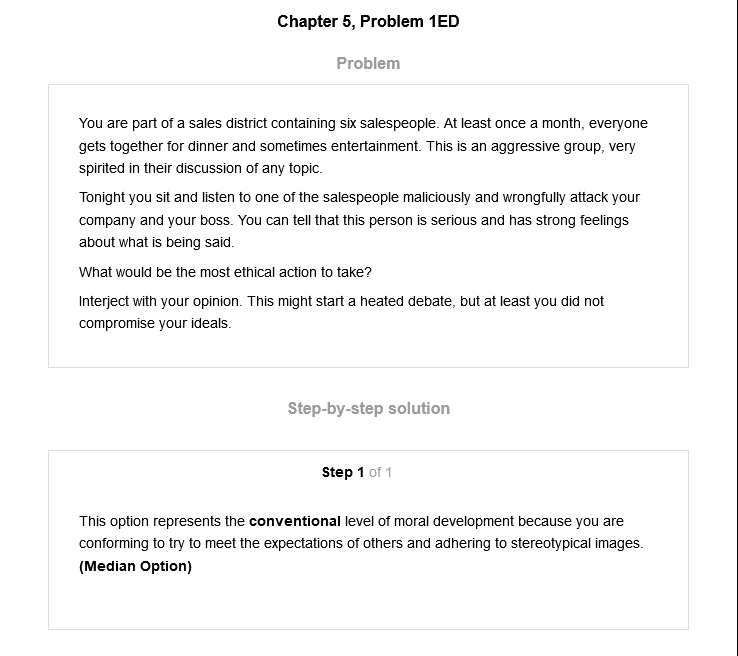 Chapter 5, Problem 1ED
Problem
You are part of a sales district containing six salespeople. At least once a month, everyone
gets together for dinner and sometimes entertainment. This is an aggressive group, very
spirited in their discussion of any topic.
Tonight you sit and listen to one of the salespeople maliciously and wrongfully attack your
company and your boss. You can tell that this person is serious and has strong feelings
about what is being said.
What would be the most ethical action to take?
Interject with your opinion. This might start a heated debate, but at least you did not
compromise your ideals.
Step-by-step solution
Step 1 of 1
This option represents the conventional level of moral development because you are
conforming to try to meet the expectations of others and adhering to stereotypical images.
(Median Option)